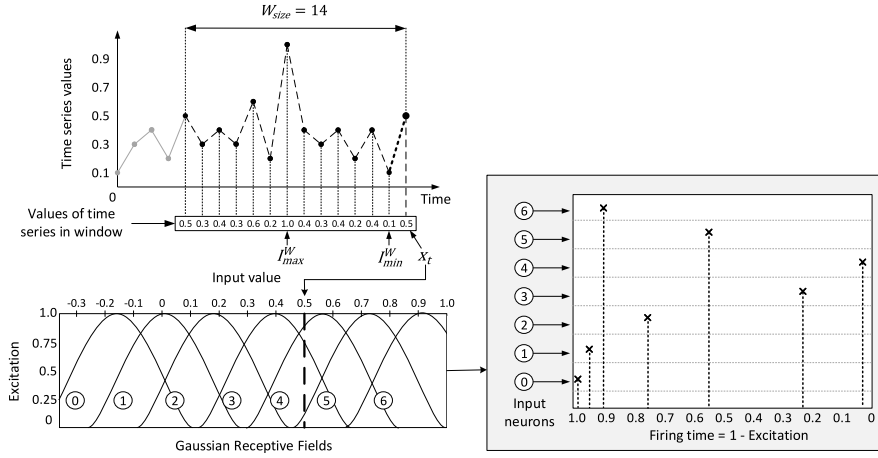 W_size = 14
Time series values
0.9
0.7
0.5
0.3
0.1
0
Time
Values of time
series in window
0.5 0.3 0.4 0.3 0.6 0.2 1.0 0.4 0.3 0.4 0.2 0.4 0.1 0.5
I^W_max
I^W_min
X_t
Input value
-0.3 -0.2 -0.1 0 0.1 0.2 0.3 0.4 0.5 0.6 0.7 0.8 0.9 1.0
Excitation
1.0
0.75
0.5
0.25
0
0 1 2 3 4 5 6
Gaussian Receptive Fields
6
5
4
3
2
1
0
Input
neurons
1.0 0.9 0.8 0.7 0.6 0.5 0.4 0.3 0.2 0.1 0
Firing time = 1 - Excitation